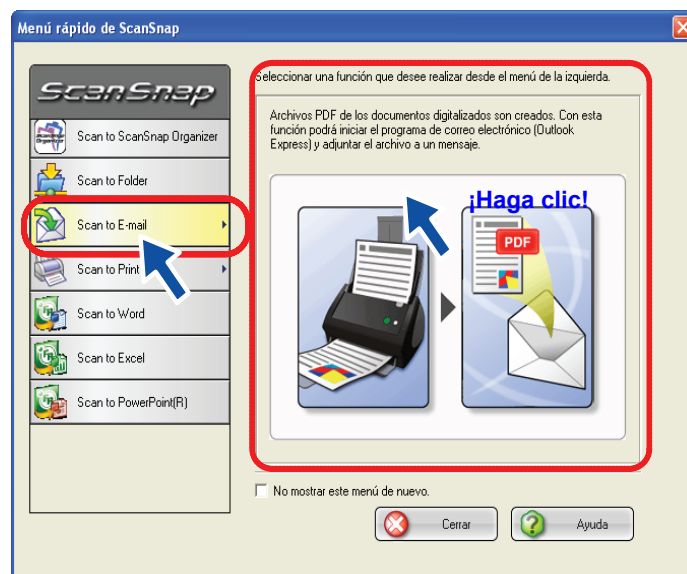 Menú rápido de ScanSnap
ScanSnap
Scan to ScanSnap Organizer
Scan to Folder
Scan to E-mail
Scan to Print
Scan to Word
Scan to Excel
Scan to PowerPoint(R)
Seleccionar una función que desee realizar desde el menú de la izquierda.
Archivos PDF de los documentos digitalizados son creados. Con esta
función podrá iniciar el programa de correo electrónico (Outlook
Express) y adjuntar el archivo a un mensaje.
¡Haga clic!
PDF
No mostrar este menú de nuevo.
Cerrar
Ayuda